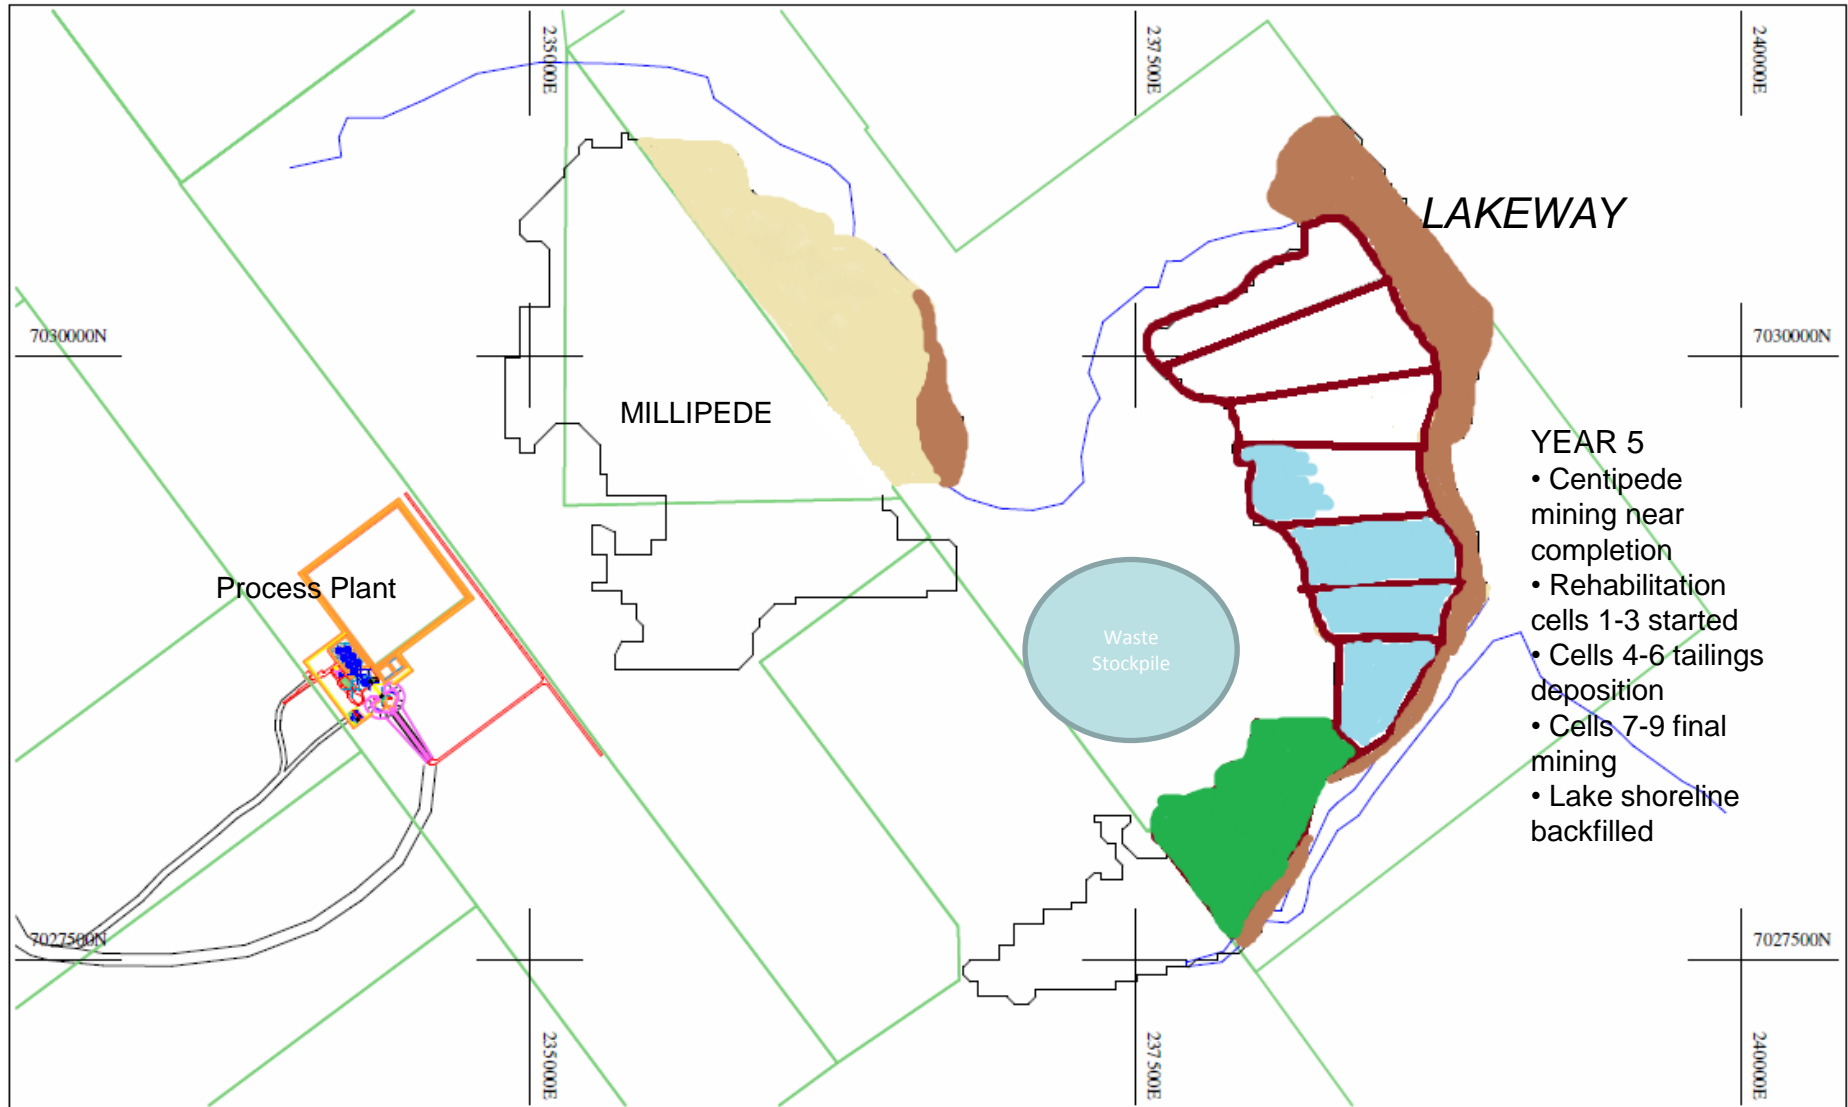 235000E
237500E
240000E
LAKEWAY
7030000N
7030000N
MILLIPEDE
YEAR 5
• Centipede
mining near
completion
• Rehabilitation
cells 1-3 started
• Cells 4-6 tailings
deposition
• Cells 7-9 final
mining
• Lake shoreline
backfilled
Process Plant
Waste
Stockpile
7027500N
7027500N
235000E
237500E
240000E